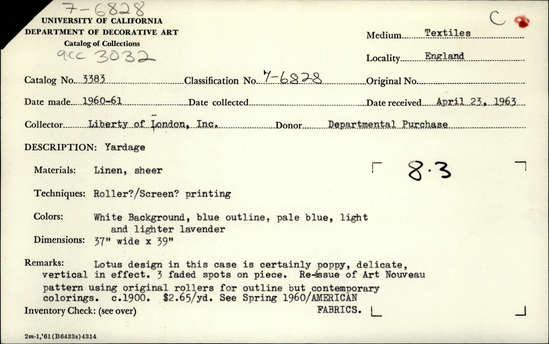 7-6828
UNIVERSITY OF CALIFORNIA
DEPARTMENT OF DECORATIVE ART
Catalog of Collections
acc 3032
C
Medium Textiles
Locality England
Catalog No. 3383 Classification No. 7-6828 Original No.
Date made 1960-61 Date collected Date received April 23, 1963
Collector Liberty of London, Inc. Donor Departmental Purchase
DESCRIPTION: Yardage
Materials: Linen, sheer
8.3
Techniques: Roller?/Screen? printing
Colors: White Background, blue outline, pale blue, light
and lighter lavender
Dimensions: 37" wide x 39"
Remarks: Lotus design in this case is certainly poppy, delicate,
vertical in effect. 3 faded spots on piece. Re-issue of Art Nouveau
pattern using original rollers for outline but contemporary
colorings. c.1900. $2.65/yd. See Spring 1960/AMERICAN
Inventory Check: (see over) FABRICS.
2m-1,'61(B6433s)4314